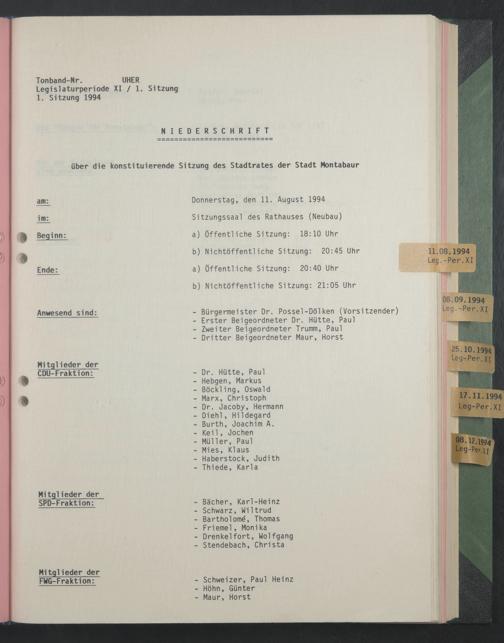 Tonband-Nr. UHER
Legislaturperiode XI / 1. Sitzung
1. Sitzung 1994
N I E D E R S C H R I F T
über die konstituierende Sitzung des Stadtrates der Stadt Montabaur
am: Donnerstag, den 11. August 1994
im: Sitzungssaal des Rathauses (Neubau)
Beginn: a) Öffentliche Sitzung: 18:10 Uhr
b) Nichtöffentliche Sitzung: 20:45 Uhr
Ende: a) Öffentliche Sitzung: 20:40 Uhr
b) Nichtöffentliche Sitzung: 21:05 Uhr
Anwesend sind: - Bürgermeister Dr. Possel-Dölken (Vorsitzender)
- Erster Beigeordneter Dr. Hütte, Paul
- Zweiter Beigeordneter Trumm, Paul
- Dritter Beigeordneter Maur, Horst
Mitglieder der
CDU-Fraktion: - Dr. Hütte, Paul
- Hebgen, Markus
- Böckling, Oswald
- Marx, Christoph
- Dr. Jacoby, Hermann
- Diehl, Hildegard
- Burth, Joachim A.
- Keil, Jochen
- Müller, Paul
- Mies, Klaus
- Haberstock, Judith
- Thiede, Karla
Mitglieder der
SPD-Fraktion: - Bächer, Karl-Heinz
- Schwarz, Wiltrud
- Bartholomé, Thomas
- Friemel, Monika
- Drenkelfort, Wolfgang
- Stendebach, Christa
Mitglieder der
FWG-Fraktion: - Schweizer, Paul Heinz
- Höhn, Günter
- Maur, Horst
11.08.1994
Leg.-Per.XI
08.09.1994
Leg.-Per.XI
25.10.1994
Leg-Per.XI
17.11.1994
Leg-Per.XI
08.12.1994
Leg-Per.XI